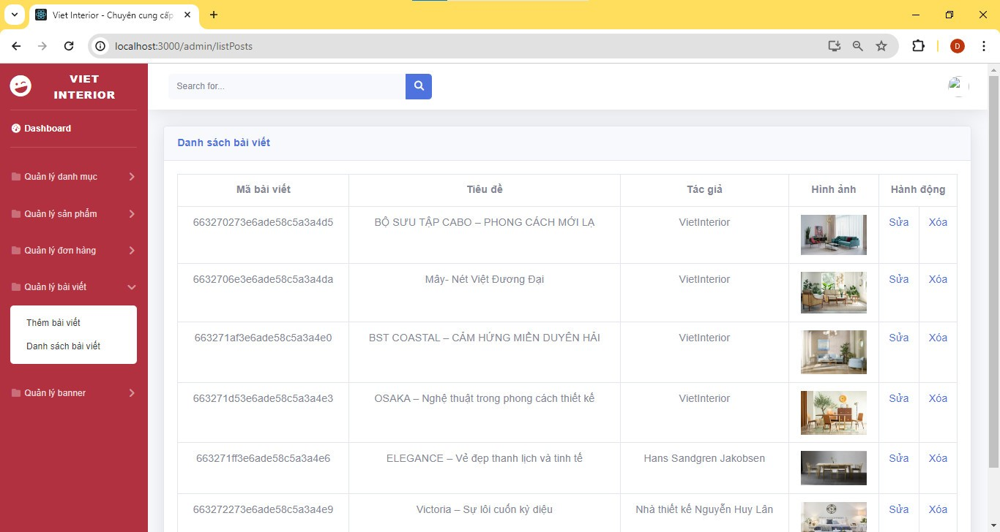 Viet Interior - Chuyên cung cấp
localhost:3000/admin/listPosts
D
VIET
INTERIOR
Search for...
Dashboard
Danh sách bài viết
Quản lý danh mục
Quản lý sản phẩm
Quản lý đơn hàng
Quản lý bài viết
Thêm bài viết
Danh sách bài viết
Quản lý banner
Mã bài viết Tiêu đề Tác giả Hình ảnh Hành động
663270273e6ade58c5a3a4d5 BỘ SƯU TẬP CABO – PHONG CÁCH MỚI LẠ VietInterior Sửa Xóa
6632706e3e6ade58c5a3a4da Mây- Nét Việt Đương Đại VietInterior Sửa Xóa
663271af3e6ade58c5a3a4e0 BST COASTAL – CẢM HỨNG MIỀN DUYÊN HẢI VietInterior Sửa Xóa
663271d53e6ade58c5a3a4e3 OSAKA – Nghệ thuật trong phong cách thiết kế VietInterior Sửa Xóa
663271ff3e6ade58c5a3a4e6 ELEGANCE – Vẻ đẹp thanh lịch và tinh tế Hans Sandgren Jakobsen Sửa Xóa
663272273e6ade58c5a3a4e9 Victoria – Sự lôi cuốn kỳ diệu Nhà thiết kế Nguyễn Huy Lân Sửa Xóa